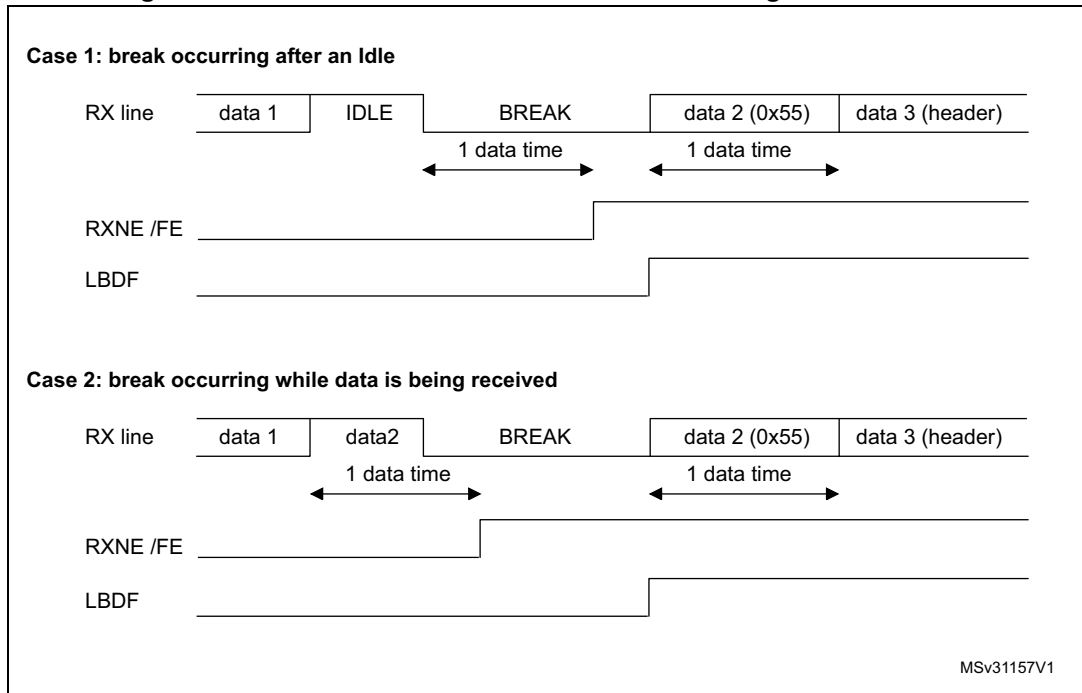 Case 1: break occurring after an Idle
RX line data 1 IDLE BREAK data 2 (0x55) data 3 (header)
1 data time 1 data time
RXNE /FE
LBDF
Case 2: break occurring while data is being received
RX line data 1 data2 BREAK data 2 (0x55) data 3 (header)
1 data time 1 data time
RXNE /FE
LBDF
MSv31157V1